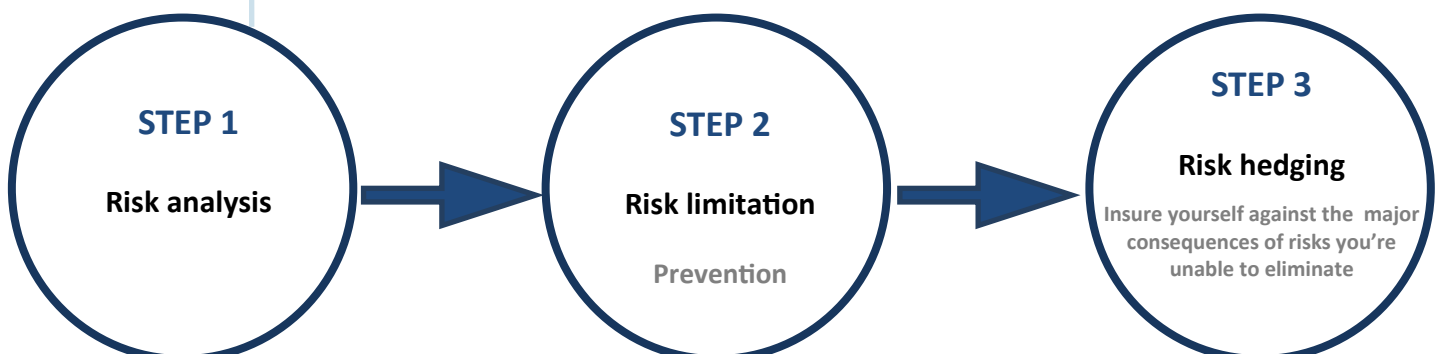 STEP 1
Risk analysis
STEP 2
Risk limitation
Prevention
STEP 3
Risk hedging
Insure yourself against the major
consequences of risks you’re
unable to eliminate